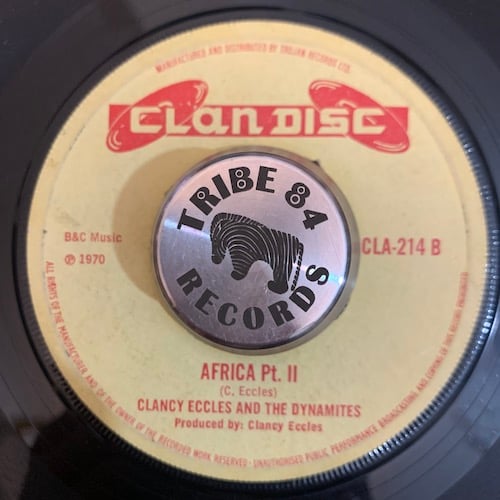 MANUFACTURED AND DISTRIBUTED BY TROJAN RECORDS LTD.
CLANDISC
TRIBE 84
RECORDS
B&C Music
℗ 1970
CLA-214 B
AFRICA Pt. II
(C. Eccles)
CLANCY ECCLES AND THE DYNAMITES
Produced by: Clancy Eccles
ALL RIGHTS OF THE MANUFACTURER, AND OF THE OWNER OF THE RECORDED WORK RESERVED · UNAUTHORISED PUBLIC PERFORMANCE BROADCASTING AND COPYING OF THIS RECORD PROHIBITED